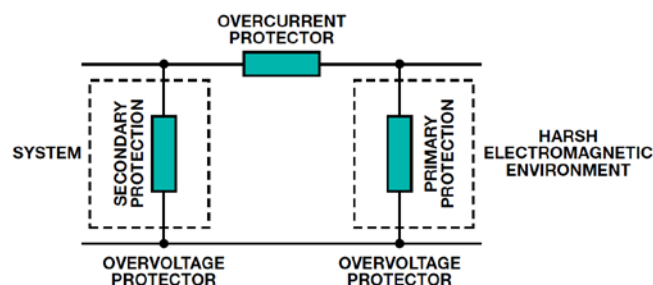 OVERCURRENT
PROTECTOR
SYSTEM
SECONDARY
PROTECTION
PRIMARY
PROTECTION
HARSH
ELECTROMAGNETIC
ENVIRONMENT
OVERVOLTAGE
PROTECTOR
OVERVOLTAGE
PROTECTOR